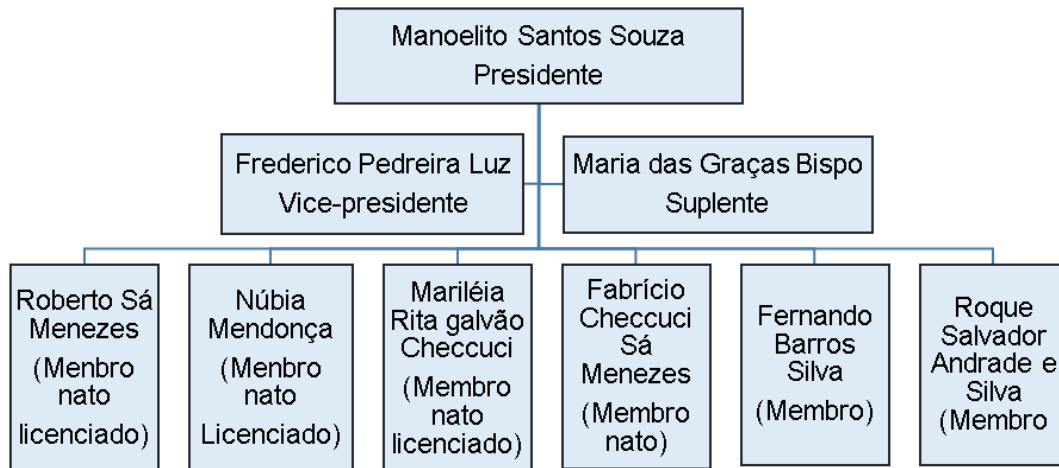 Manoelito Santos Souza
Presidente
Frederico Pedreira Luz
Vice-presidente
Maria das Graças Bispo
Suplente
Roberto Sá
Menezes
(Menbro
nato
licenciado)
Núbia
Mendonça
(Menbro
nato
Licenciado)
Mariléia
Rita galvão
Checcuci
(Membro
nato
licenciado)
Fabrício
Checcuci
Sá
Menezes
(Membro
nato)
Fernando
Barros
Silva
(Membro)
Roque
Salvador
Andrade e
Silva
(Membro